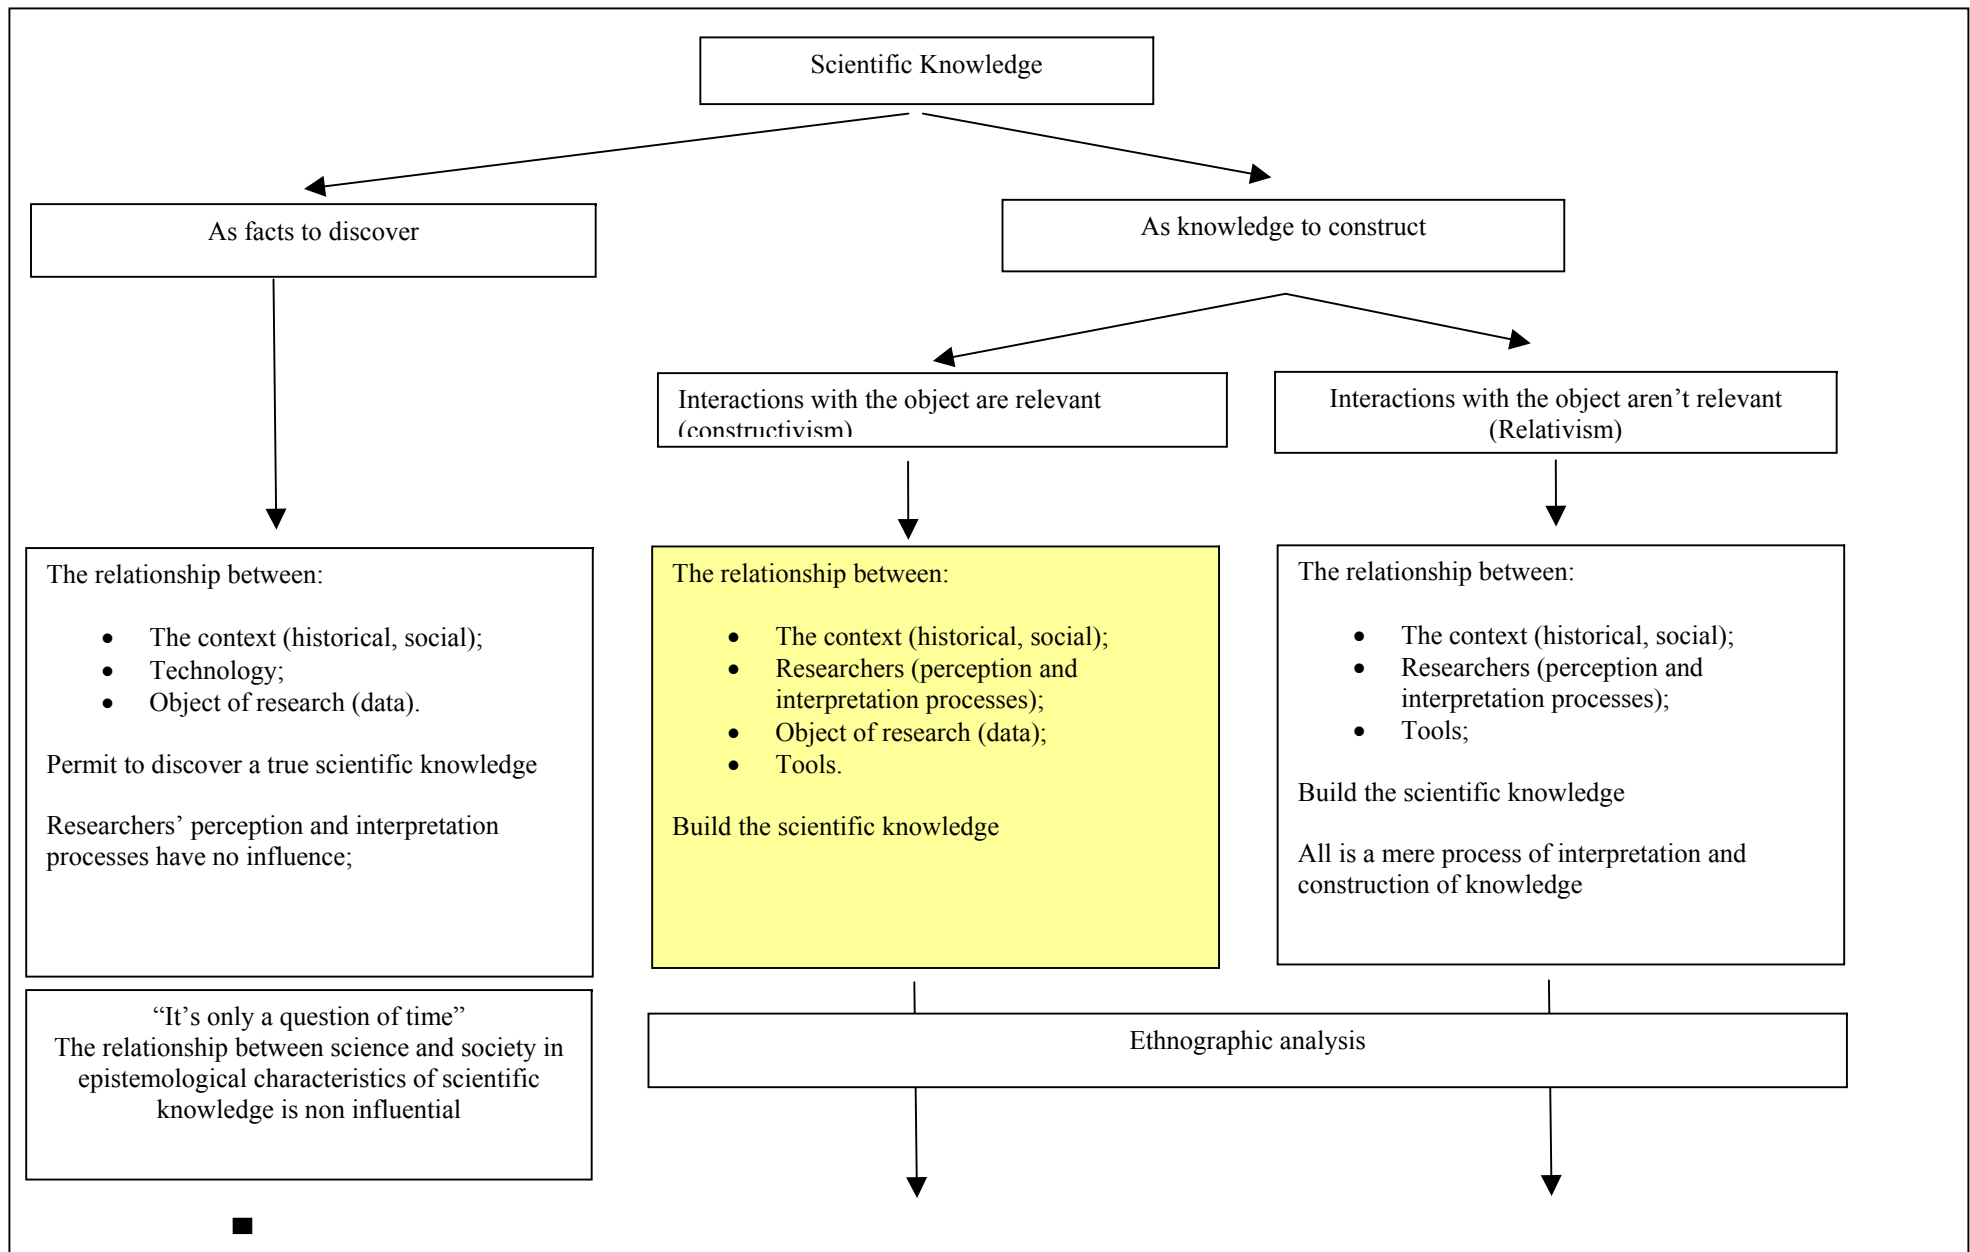 Scientific Knowledge
As facts to discover
As knowledge to construct
Interactions with the object are relevant
(constructivism)
Interactions with the object aren’t relevant
(Relativism)
The relationship between:
• The context (historical, social);
• Technology;
• Object of research (data).
Permit to discover a true scientific knowledge
Researchers’ perception and interpretation
processes have no influence;
The relationship between:
• The context (historical, social);
• Researchers (perception and
interpretation processes);
• Object of research (data);
• Tools.
Build the scientific knowledge
The relationship between:
• The context (historical, social);
• Researchers (perception and
interpretation processes);
• Tools;
Build the scientific knowledge
All is a mere process of interpretation and
construction of knowledge
“It’s only a question of time”
The relationship between science and society in
epistemological characteristics of scientific
knowledge is non influential
Ethnographic analysis